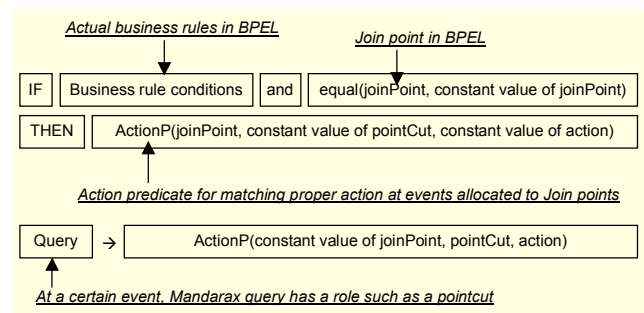 Actual business rules in BPEL
Join point in BPEL
IF Business rule conditions and equal(joinPoint, constant value of joinPoint)
THEN ActionP(joinPoint, constant value of pointCut, constant value of action)
Action predicate for matching proper action at events allocated to Join points
Query → ActionP(constant value of joinPoint, pointCut, action)
At a certain event, Mandarax query has a role such as a pointcut